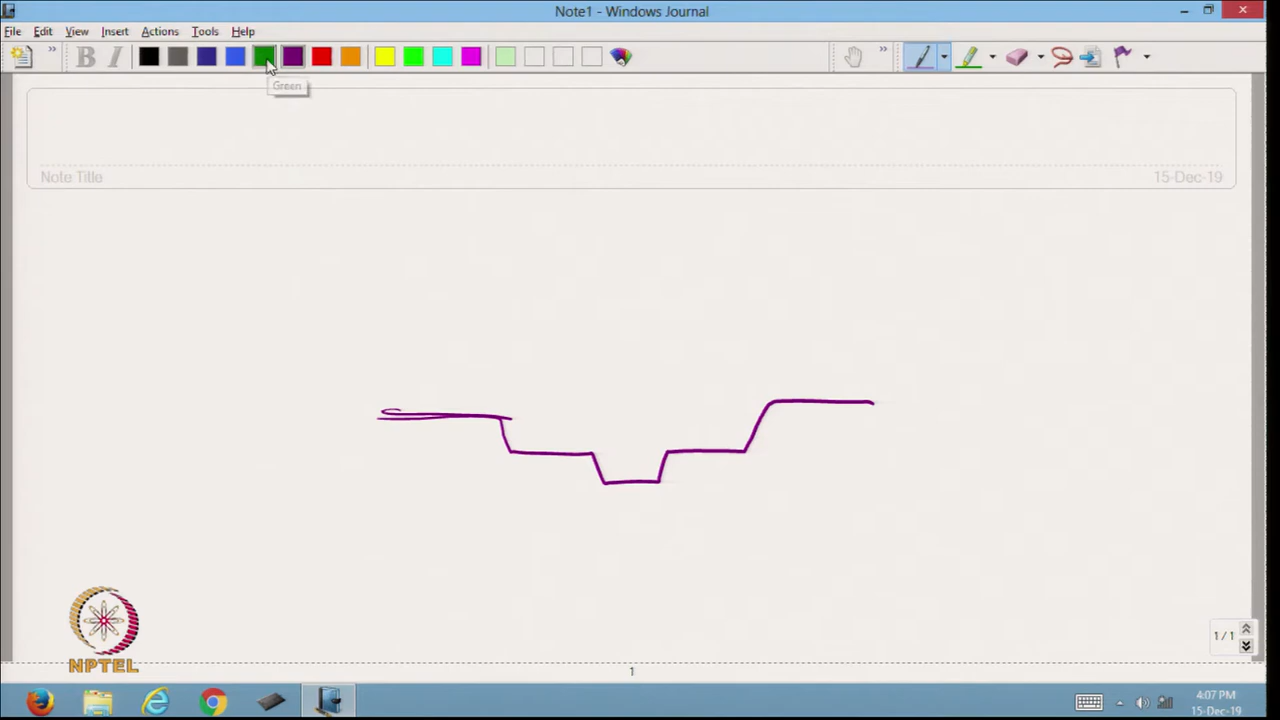 Note1 - Windows Journal
File Edit View Insert Actions Tools Help
B I
Green
Note Title
15-Dec-19
NPTEL
1 / 1
1
4:07 PM
15-Dec-19